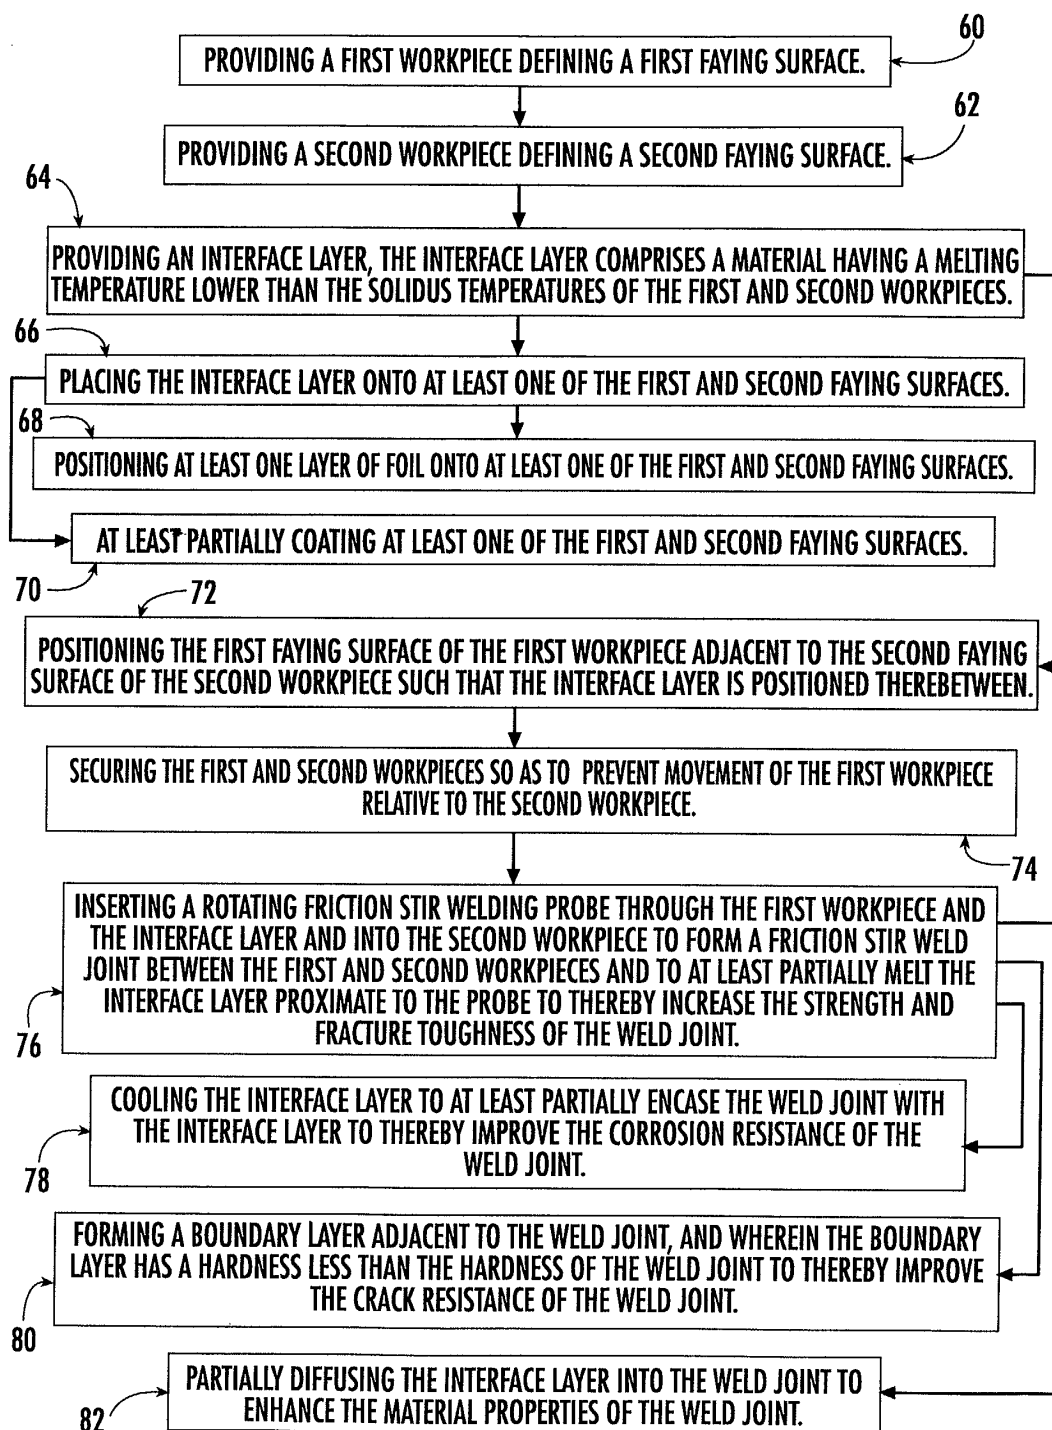 60
PROVIDING A FIRST WORKPIECE DEFINING A FIRST FAYING SURFACE.
62
PROVIDING A SECOND WORKPIECE DEFINING A SECOND FAYING SURFACE.
64
PROVIDING AN INTERFACE LAYER, THE INTERFACE LAYER COMPRISES A MATERIAL HAVING A MELTING
TEMPERATURE LOWER THAN THE SOLIDUS TEMPERATURES OF THE FIRST AND SECOND WORKPIECES.
66
PLACING THE INTERFACE LAYER ONTO AT LEAST ONE OF THE FIRST AND SECOND FAYING SURFACES.
68
POSITIONING AT LEAST ONE LAYER OF FOIL ONTO AT LEAST ONE OF THE FIRST AND SECOND FAYING SURFACES.
AT LEAST PARTIALLY COATING AT LEAST ONE OF THE FIRST AND SECOND FAYING SURFACES.
70
72
POSITIONING THE FIRST FAYING SURFACE OF THE FIRST WORKPIECE ADJACENT TO THE SECOND FAYING
SURFACE OF THE SECOND WORKPIECE SUCH THAT THE INTERFACE LAYER IS POSITIONED THEREBETWEEN.
SECURING THE FIRST AND SECOND WORKPIECES SO AS TO PREVENT MOVEMENT OF THE FIRST WORKPIECE
RELATIVE TO THE SECOND WORKPIECE.
74
INSERTING A ROTATING FRICTION STIR WELDING PROBE THROUGH THE FIRST WORKPIECE AND
THE INTERFACE LAYER AND INTO THE SECOND WORKPIECE TO FORM A FRICTION STIR WELD
JOINT BETWEEN THE FIRST AND SECOND WORKPIECES AND TO AT LEAST PARTIALLY MELT THE
INTERFACE LAYER PROXIMATE TO THE PROBE TO THEREBY INCREASE THE STRENGTH AND
FRACTURE TOUGHNESS OF THE WELD JOINT.
76
COOLING THE INTERFACE LAYER TO AT LEAST PARTIALLY ENCASE THE WELD JOINT WITH
THE INTERFACE LAYER TO THEREBY IMPROVE THE CORROSION RESISTANCE OF THE
WELD JOINT.
78
FORMING A BOUNDARY LAYER ADJACENT TO THE WELD JOINT, AND WHEREIN THE BOUNDARY
LAYER HAS A HARDNESS LESS THAN THE HARDNESS OF THE WELD JOINT TO THEREBY IMPROVE
THE CRACK RESISTANCE OF THE WELD JOINT.
80
PARTIALLY DIFFUSING THE INTERFACE LAYER INTO THE WELD JOINT TO
ENHANCE THE MATERIAL PROPERTIES OF THE WELD JOINT.
82